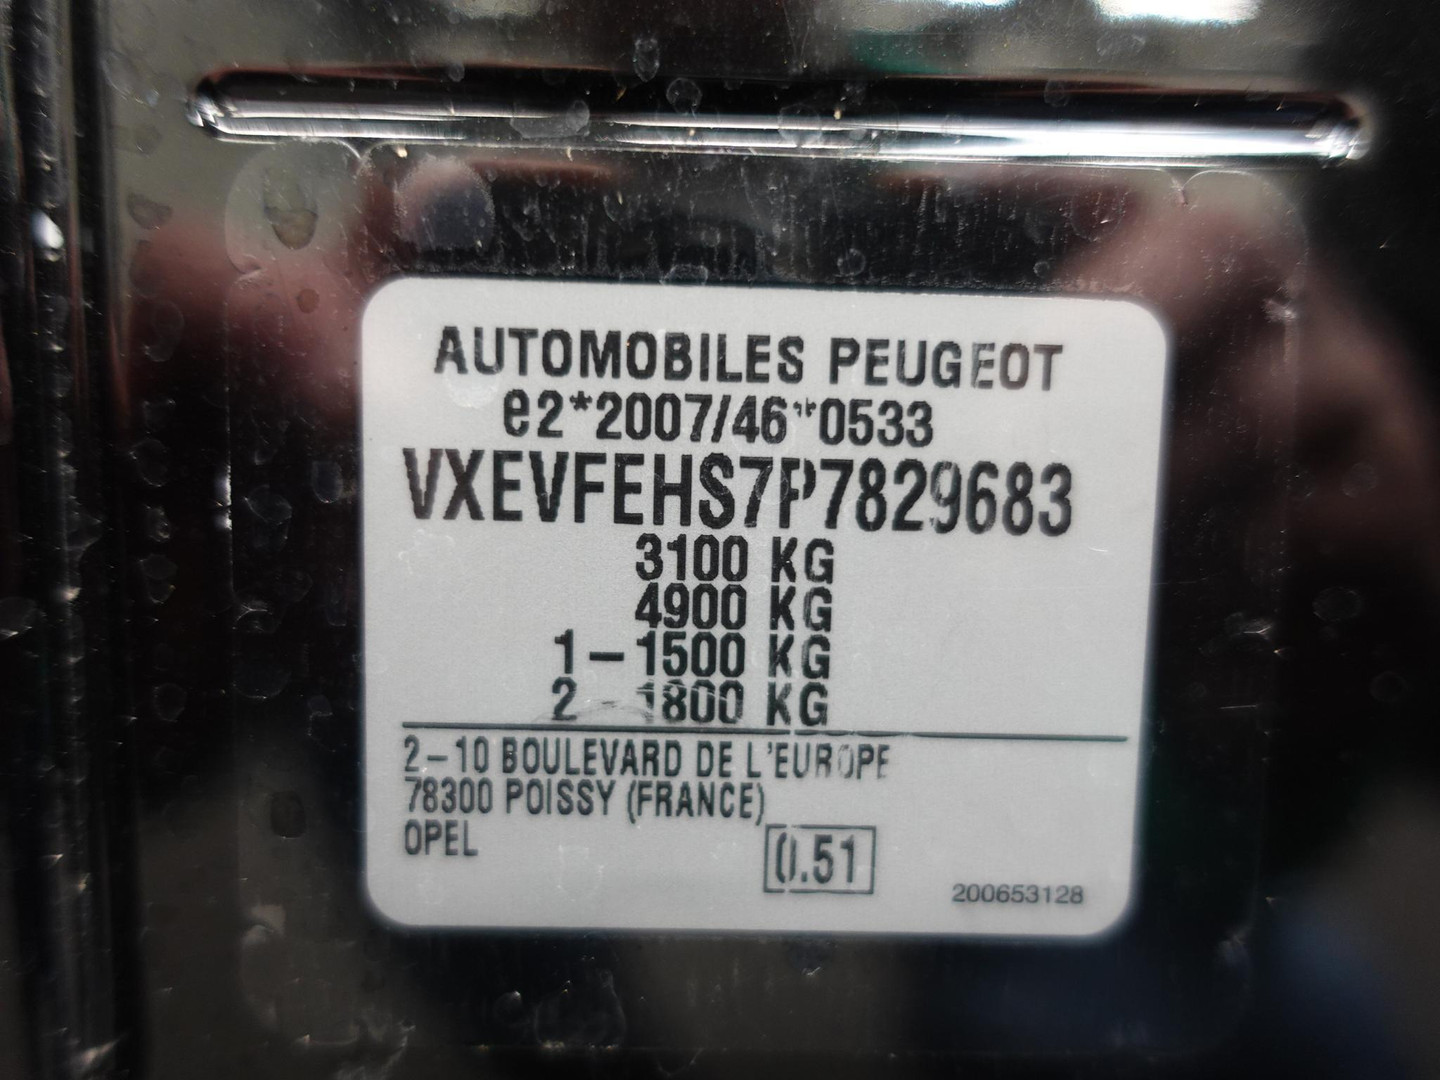 AUTOMOBILES PEUGEOT
e2*2007/46*0533
VXEVFEHS7P7829683
3100 KG
4900 KG
1-1500 KG
2-1800 KG
2-10 BOULEVARD DE L'EUROPE
78300 POISSY (FRANCE)
OPEL
0.51
200653128